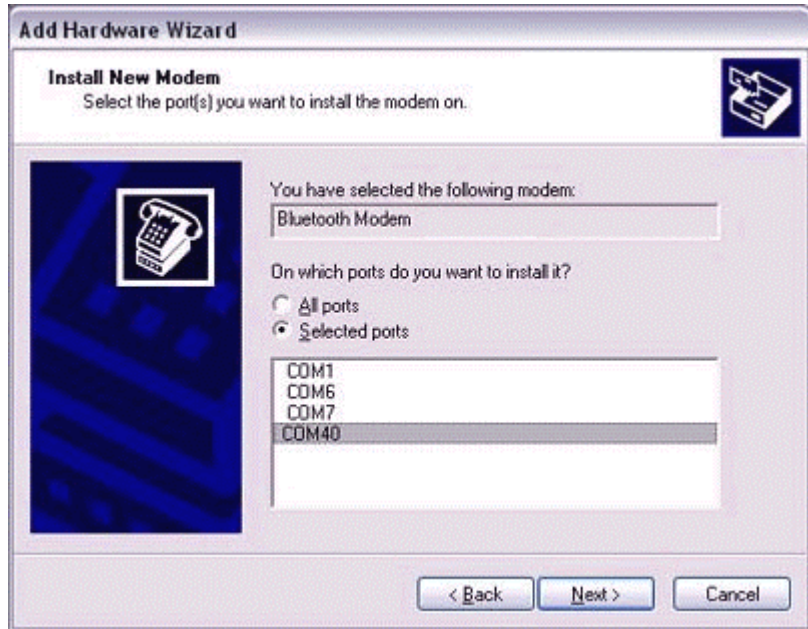 Add Hardware Wizard
Install New Modem
Select the port(s) you want to install the modem on.
You have selected the following modem:
Bluetooth Modem
On which ports do you want to install it?
All ports
Selected ports
COM1
COM6
COM7
COM40
< Back
Next >
Cancel